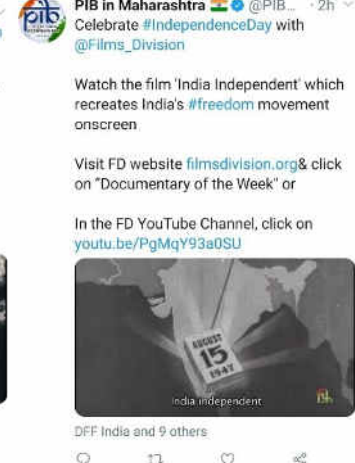 pib
PIB in Maharashtra @PIB... · 2h
Celebrate #IndependenceDay with
@Films_Division
Watch the film 'India Independent' which
recreates India's #freedom movement
onscreen
Visit FD website filmsdivision.org& click
on "Documentary of the Week" or
In the FD YouTube Channel, click on
youtu.be/PgMqY93a0SU
AUGUST
15
1947
India independent
DFF India and 9 others